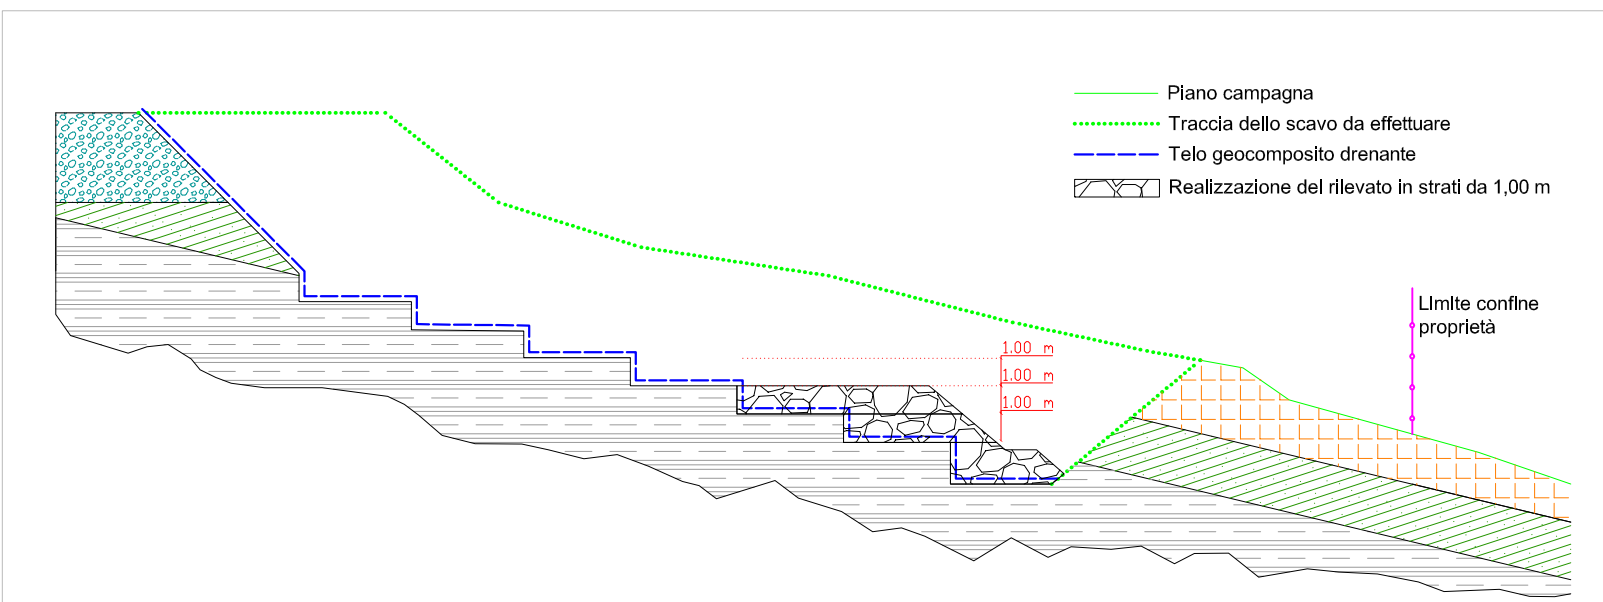 Piano campagna
Traccia dello scavo da effettuare
Telo geocomposito drenante
Realizzazione del rilevato in strati da 1,00 m
LImIte confIne
proprietà
1.00 m
1.00 m
1.00 m